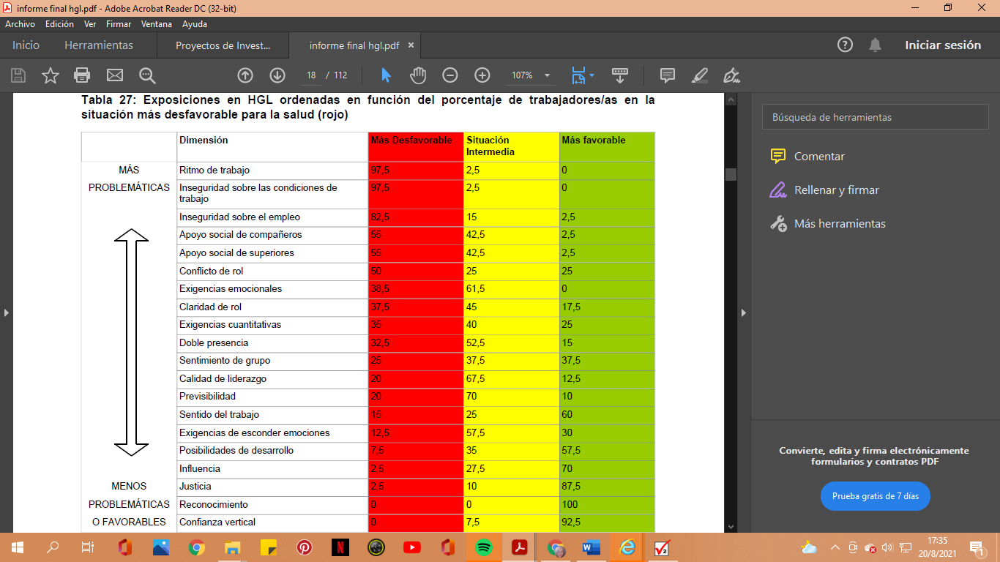 informe final hgl.pdf - Adobe Acrobat Reader DC (32-bit)
Archivo Edición Ver Firmar Ventana Ayuda
Inicio Herramientas Proyectos de Invest... informe final hgl.pdf × Iniciar sesión
18 / 112 107%
Tabla 27: Exposiciones en HGL ordenadas en función del porcentaje de trabajadores/as en la
situación más desfavorable para la salud (rojo)
Dimensión Más Desfavorable Situación Más favorable
Intermedia
MÁS Ritmo de trabajo 97,5 2,5 0
PROBLEMÁTICAS Inseguridad sobre las condiciones de 97,5 2,5 0
trabajo
Inseguridad sobre el empleo 82,5 15 2,5
Apoyo social de compañeros 55 42,5 2,5
Apoyo social de superiores 55 42,5 2,5
Conflicto de rol 50 25 25
Exigencias emocionales 38,5 61,5 0
Claridad de rol 37,5 45 17,5
Exigencias cuantitativas 35 40 25
Doble presencia 32,5 52,5 15
Sentimiento de grupo 25 37,5 37,5
Calidad de liderazgo 20 67,5 12,5
Previsibilidad 20 70 10
Sentido del trabajo 15 25 60
Exigencias de esconder emociones 12,5 57,5 30
Posibilidades de desarrollo 7,5 35 57,5
Influencia 2,5 27,5 70
MENOS Justicia 2,5 10 87,5
PROBLEMÁTICAS Reconocimiento 0 0 100
O FAVORABLES Confianza vertical 0 7,5 92,5
Búsqueda de herramientas
Comentar
Rellenar y firmar
Más herramientas
Convierte, edita y firma electrónicamente
formularios y contratos PDF
Prueba gratis de 7 días
17:35
20/8/2021
1